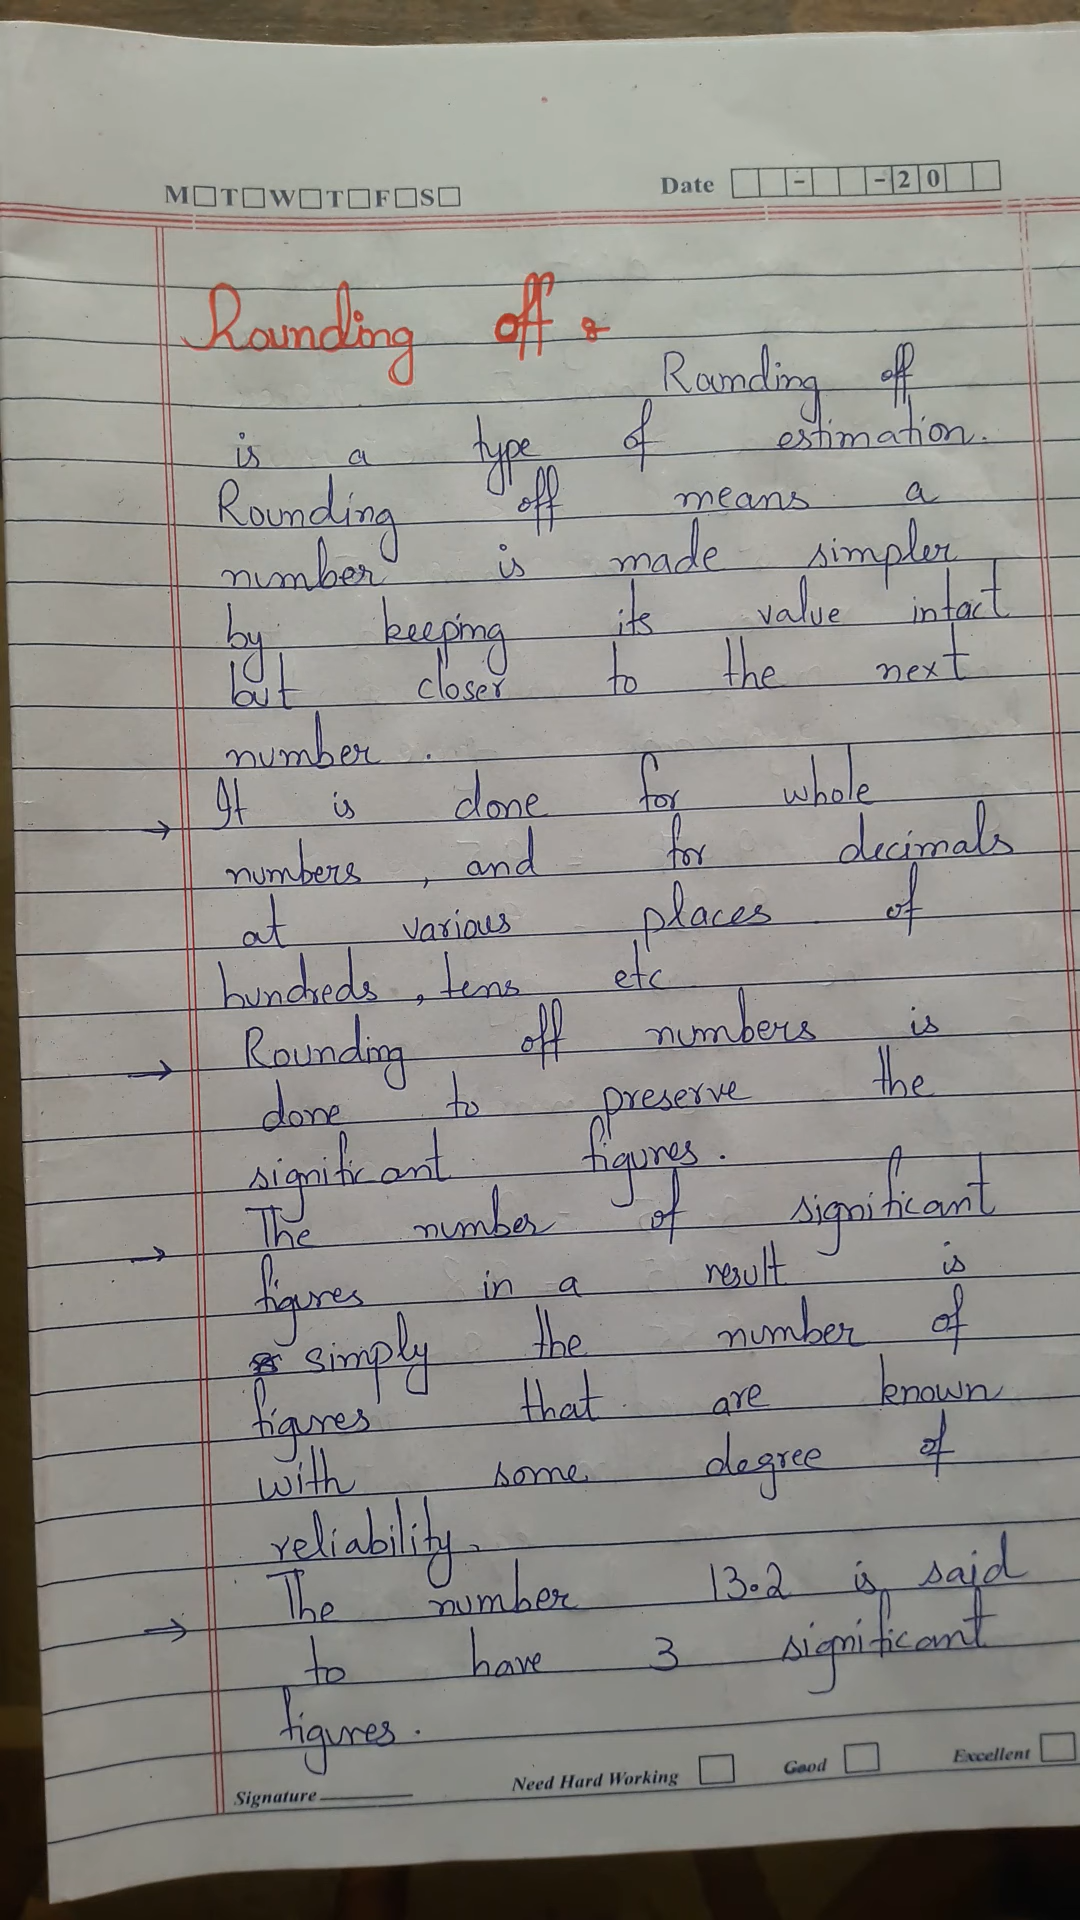 M□T□W□T□F□S□ Date - -20
Rounding off :
Rounding off
is a type of estimation.
Rounding off means a
number is made simpler
by keeping its value intact
but closer to the next
number.
→ It is done for whole
numbers, and for decimals
at various places of
hundreds, tens etc
→ Rounding off numbers is
done to preserve the
significant figures.
→ The number of significant
figures in a result is
simply the number of
figures that are known
with some degree of
reliability.
→ The number 13.2 is said
to have 3 significant
figures.
Signature Need Hard Working □ Good □ Excellent □